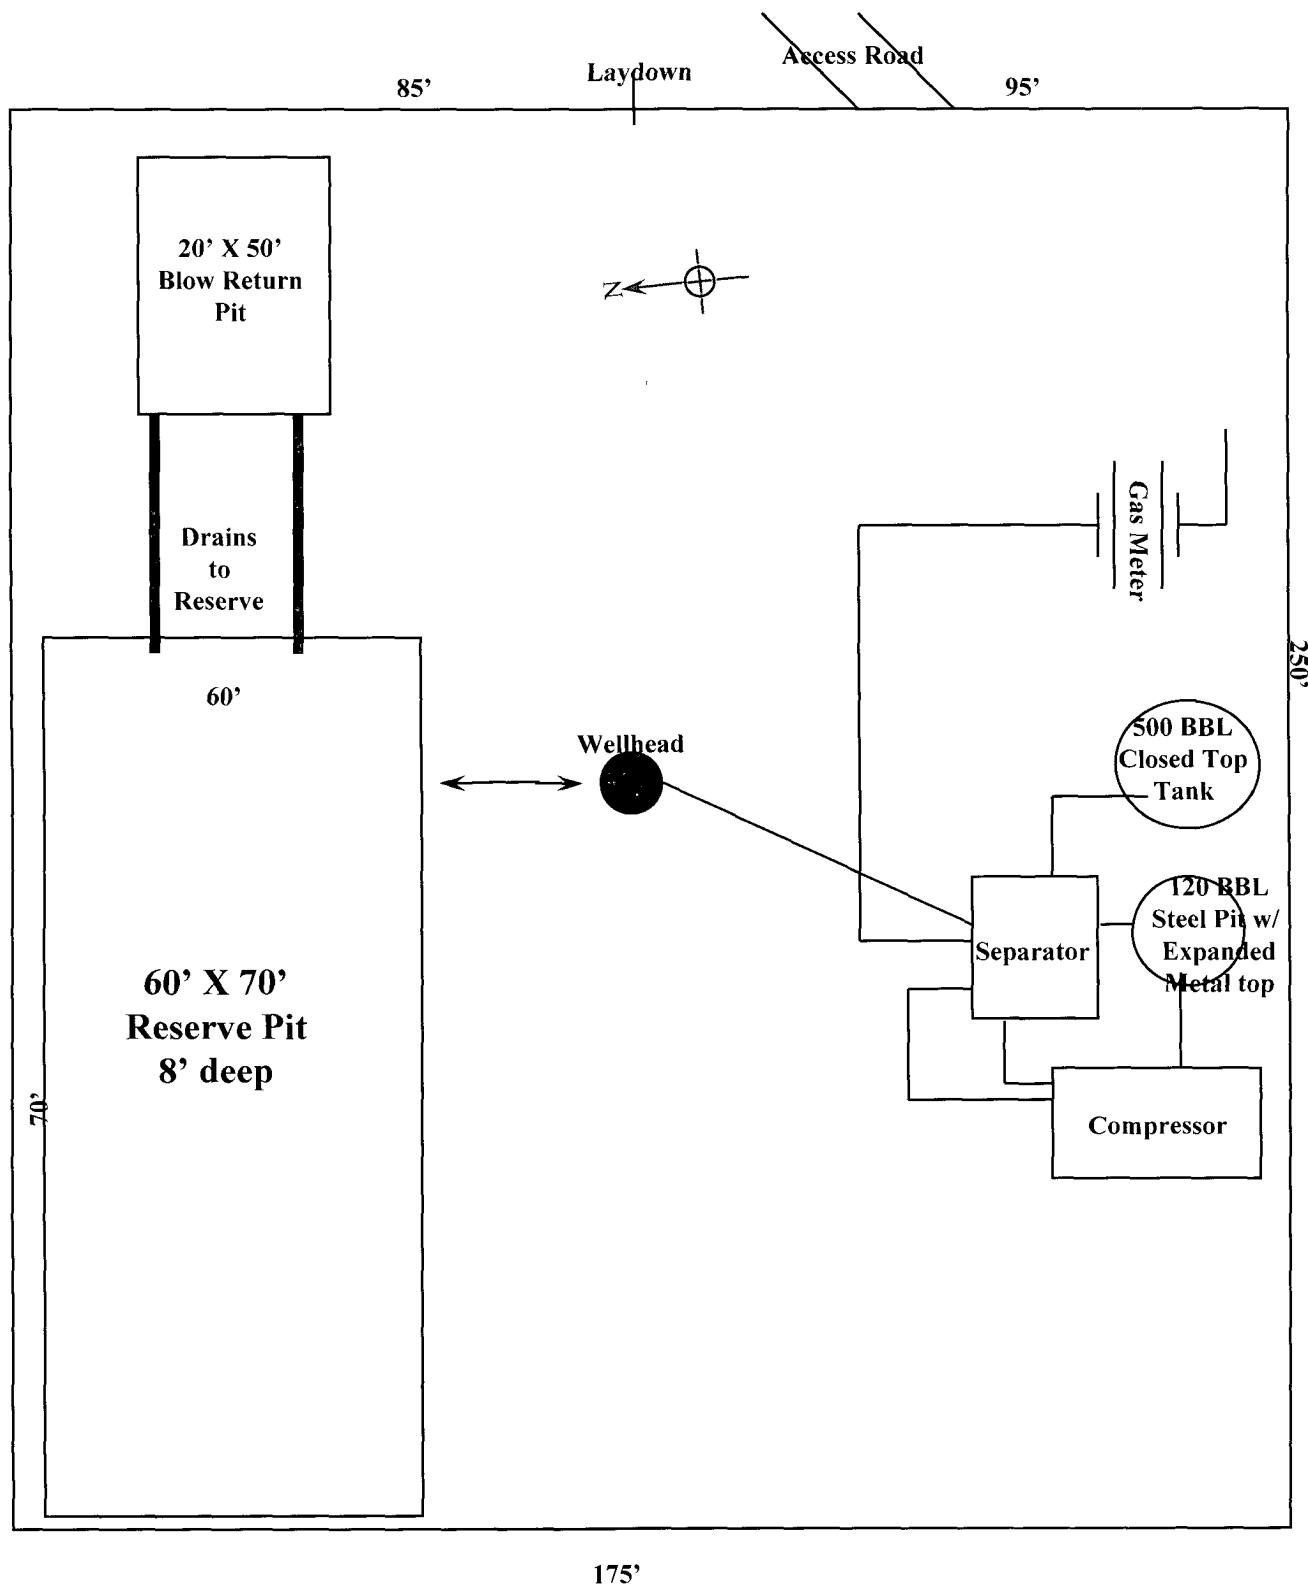 Access Road
Laydown
85’
95’
20’ X 50’
Blow Return
Pit
N
Gas Meter
Drains
to
Reserve
250’
60’
500 BBL
Closed Top
Tank
Wellhead
120 BBL
Steel Pit w/
Expanded
Metal top
Separator
60’ X 70’
Reserve Pit
8’ deep
70’
Compressor
175’